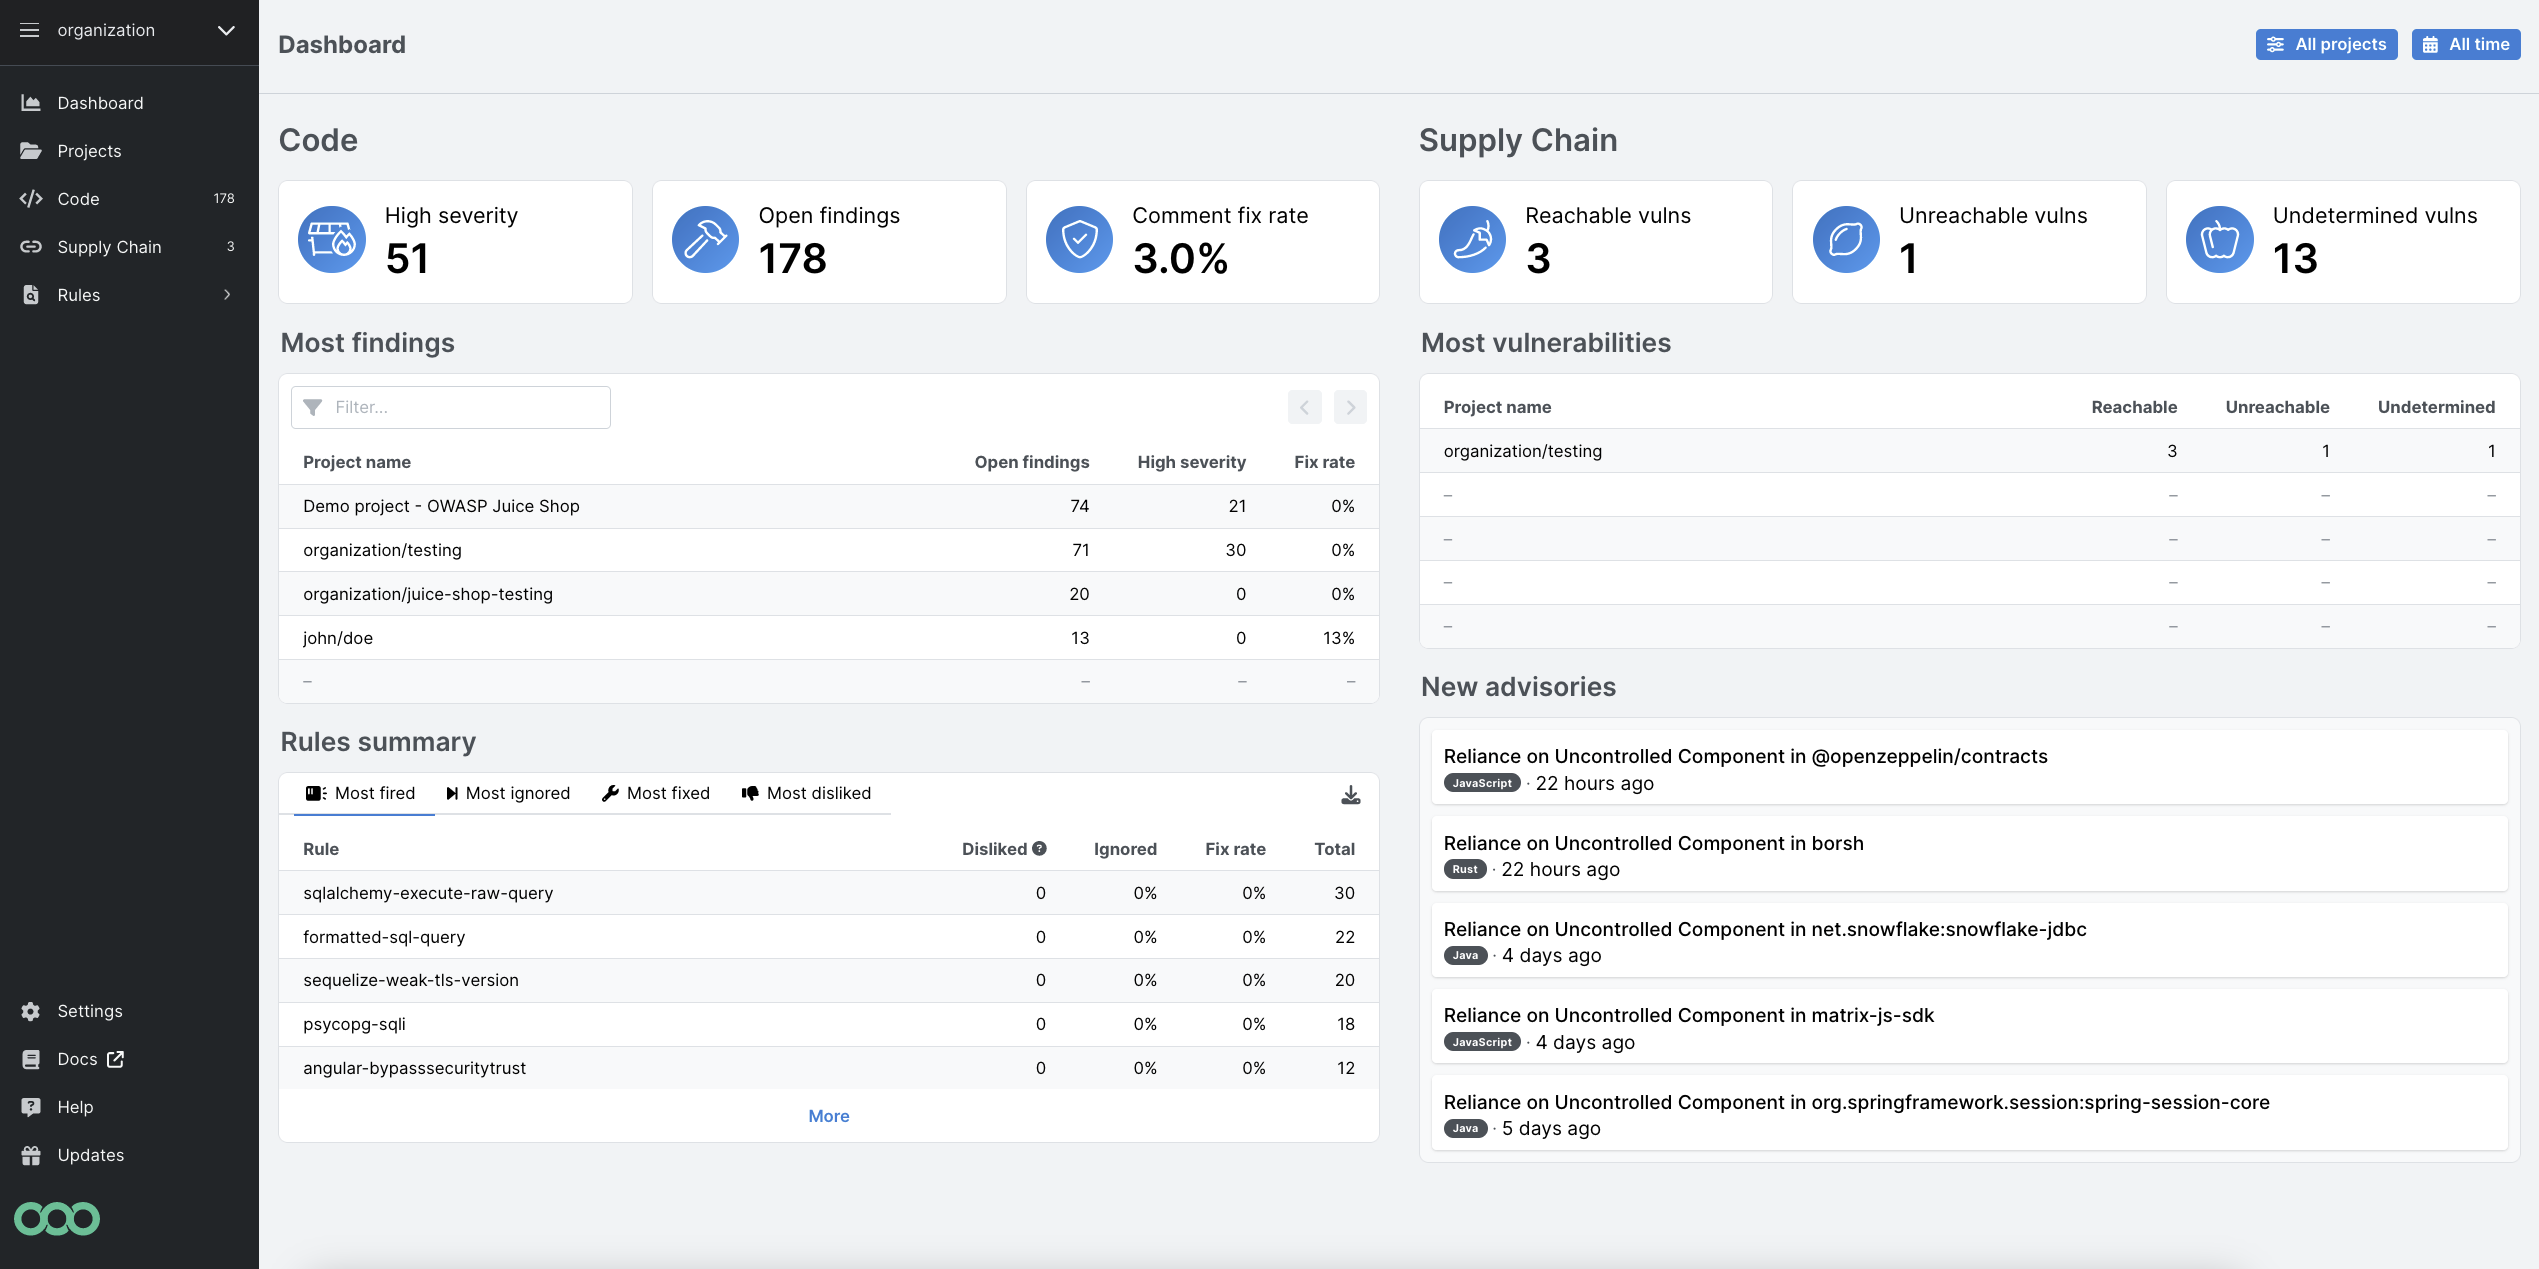 organization
Dashboard
Projects
Code 178
Supply Chain 3
Rules
Settings
Docs
Help
Updates
Dashboard
All projects
All time
Code
High severity
51
Open findings
178
Comment fix rate
3.0%
Most findings
Filter...
Project name Open findings High severity Fix rate
Demo project - OWASP Juice Shop 74 21 0%
organization/testing 71 30 0%
organization/juice-shop-testing 20 0 0%
john/doe 13 0 13%
– – – –
Rules summary
Most fired Most ignored Most fixed Most disliked
Rule Disliked ? Ignored Fix rate Total
sqlalchemy-execute-raw-query 0 0% 0% 30
formatted-sql-query 0 0% 0% 22
sequelize-weak-tls-version 0 0% 0% 20
psycopg-sqli 0 0% 0% 18
angular-bypasssecuritytrust 0 0% 0% 12
More
Supply Chain
Reachable vulns
3
Unreachable vulns
1
Undetermined vulns
13
Most vulnerabilities
Project name Reachable Unreachable Undetermined
organization/testing 3 1 1
– – – –
– – – –
– – – –
– – – –
New advisories
Reliance on Uncontrolled Component in @openzeppelin/contracts
JavaScript · 22 hours ago
Reliance on Uncontrolled Component in borsh
Rust · 22 hours ago
Reliance on Uncontrolled Component in net.snowflake:snowflake-jdbc
Java · 4 days ago
Reliance on Uncontrolled Component in matrix-js-sdk
JavaScript · 4 days ago
Reliance on Uncontrolled Component in org.springframework.session:spring-session-core
Java · 5 days ago